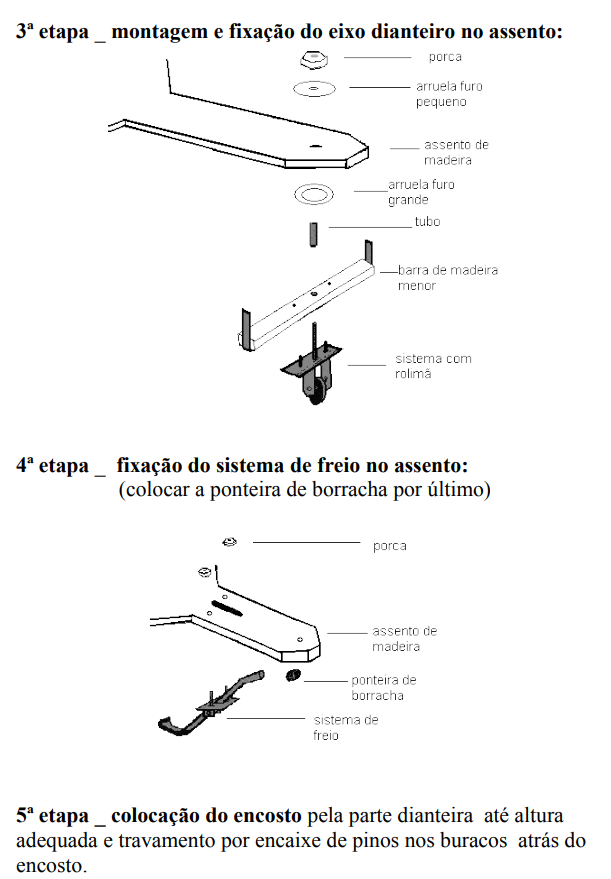 3ª etapa _ montagem e fixação do eixo dianteiro no assento:
porca
arruela furo
pequeno
assento de
madeira
arruela furo
grande
tubo
barra de madeira
menor
sistema com
rolimã
4ª etapa _ fixação do sistema de freio no assento:
(colocar a ponteira de borracha por último)
porca
assento de
madeira
ponteira de
borracha
sistema de
freio
5ª etapa _ colocação do encosto pela parte dianteira até altura
adequada e travamento por encaixe de pinos nos buracos atrás do
encosto.